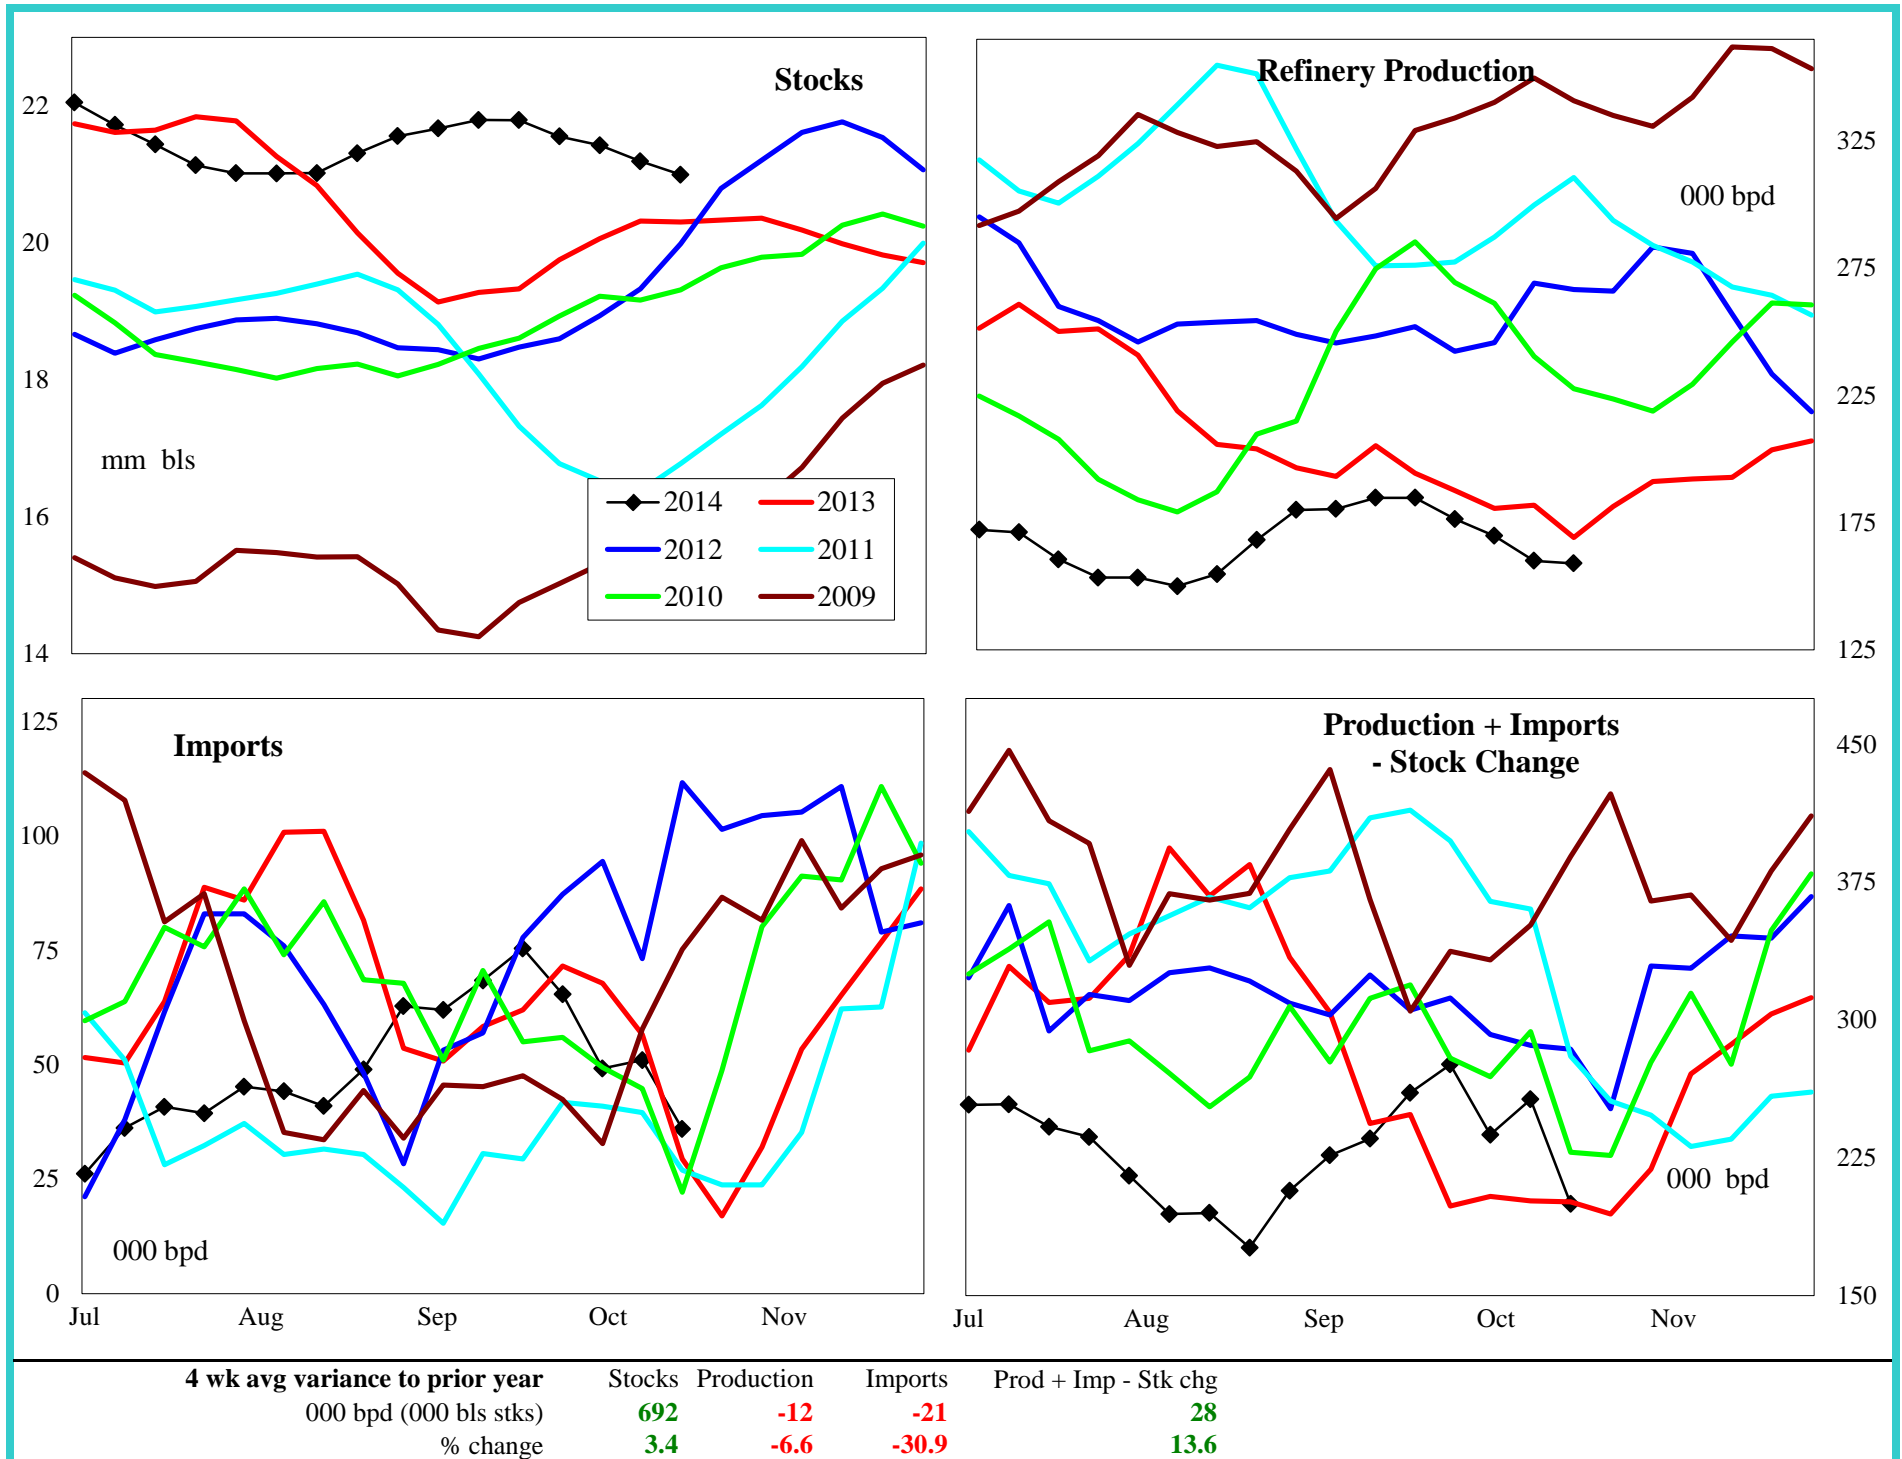 Stocks
22
20
18
16
14
mm bls
2014 2013
2012 2011
2010 2009
Refinery Production
000 bpd
325
275
225
175
125
Imports
125
100
75
50
25
0
000 bpd
Jul Aug Sep Oct Nov
Production + Imports
- Stock Change
450
375
300
225
150
000 bpd
Jul Aug Sep Oct Nov
4 wk avg variance to prior year Stocks Production Imports Prod + Imp - Stk chg
000 bpd (000 bls stks) 692 -12 -21 28
% change 3.4 -6.6 -30.9 13.6